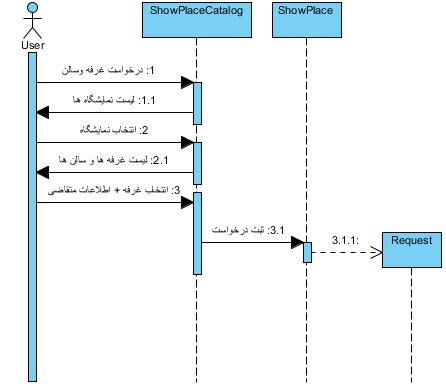 ShowPlaceCatalog
ShowPlace
User
1: درخواست غرفه وسالن
1.1: لیست نمایشگاه ها
2: انتخاب نمایشگاه
2.1: لیست غرفه ها و سالن ها
3: انتخاب غرفه + اطلاعات متقاضی
3.1: ثبت درخواست
3.1.1:
Request